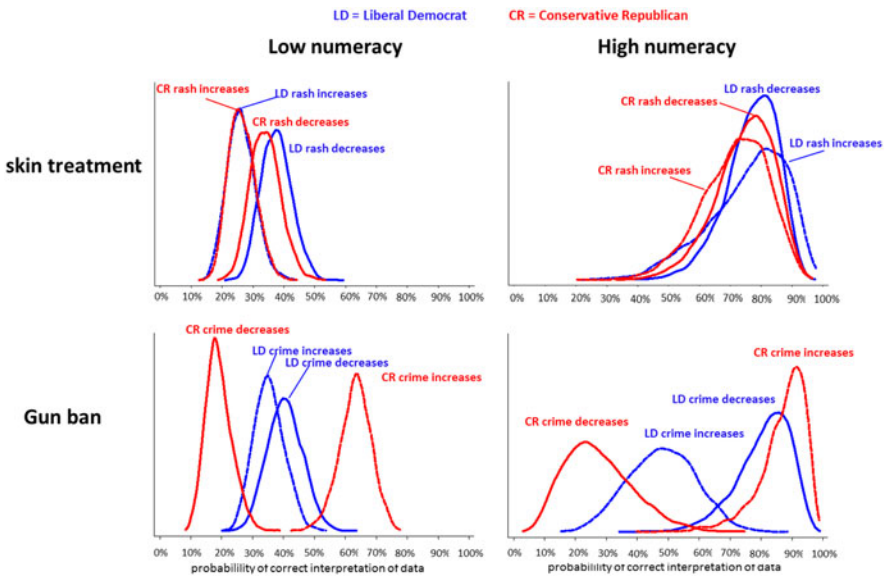 LD = Liberal Democrat CR = Conservative Republican
Low numeracy High numeracy
skin treatment
CR rash increases
LD rash increases
CR rash decreases
LD rash decreases
0% 10% 20% 30% 40% 50% 60% 70% 80% 90% 100%
LD rash decreases
CR rash decreases
LD rash increases
CR rash increases
0% 10% 20% 30% 40% 50% 60% 70% 80% 90% 100%
Gun ban
CR crime decreases
LD crime increases
LD crime decreases
CR crime increases
0% 10% 20% 30% 40% 50% 60% 70% 80% 90% 100%
probabilility of correct interpretation of data
CR crime increases
LD crime decreases
CR crime decreases
LD crime increases
0% 10% 20% 30% 40% 50% 60% 70% 80% 90% 100%
probabilility of correct interpretation of data